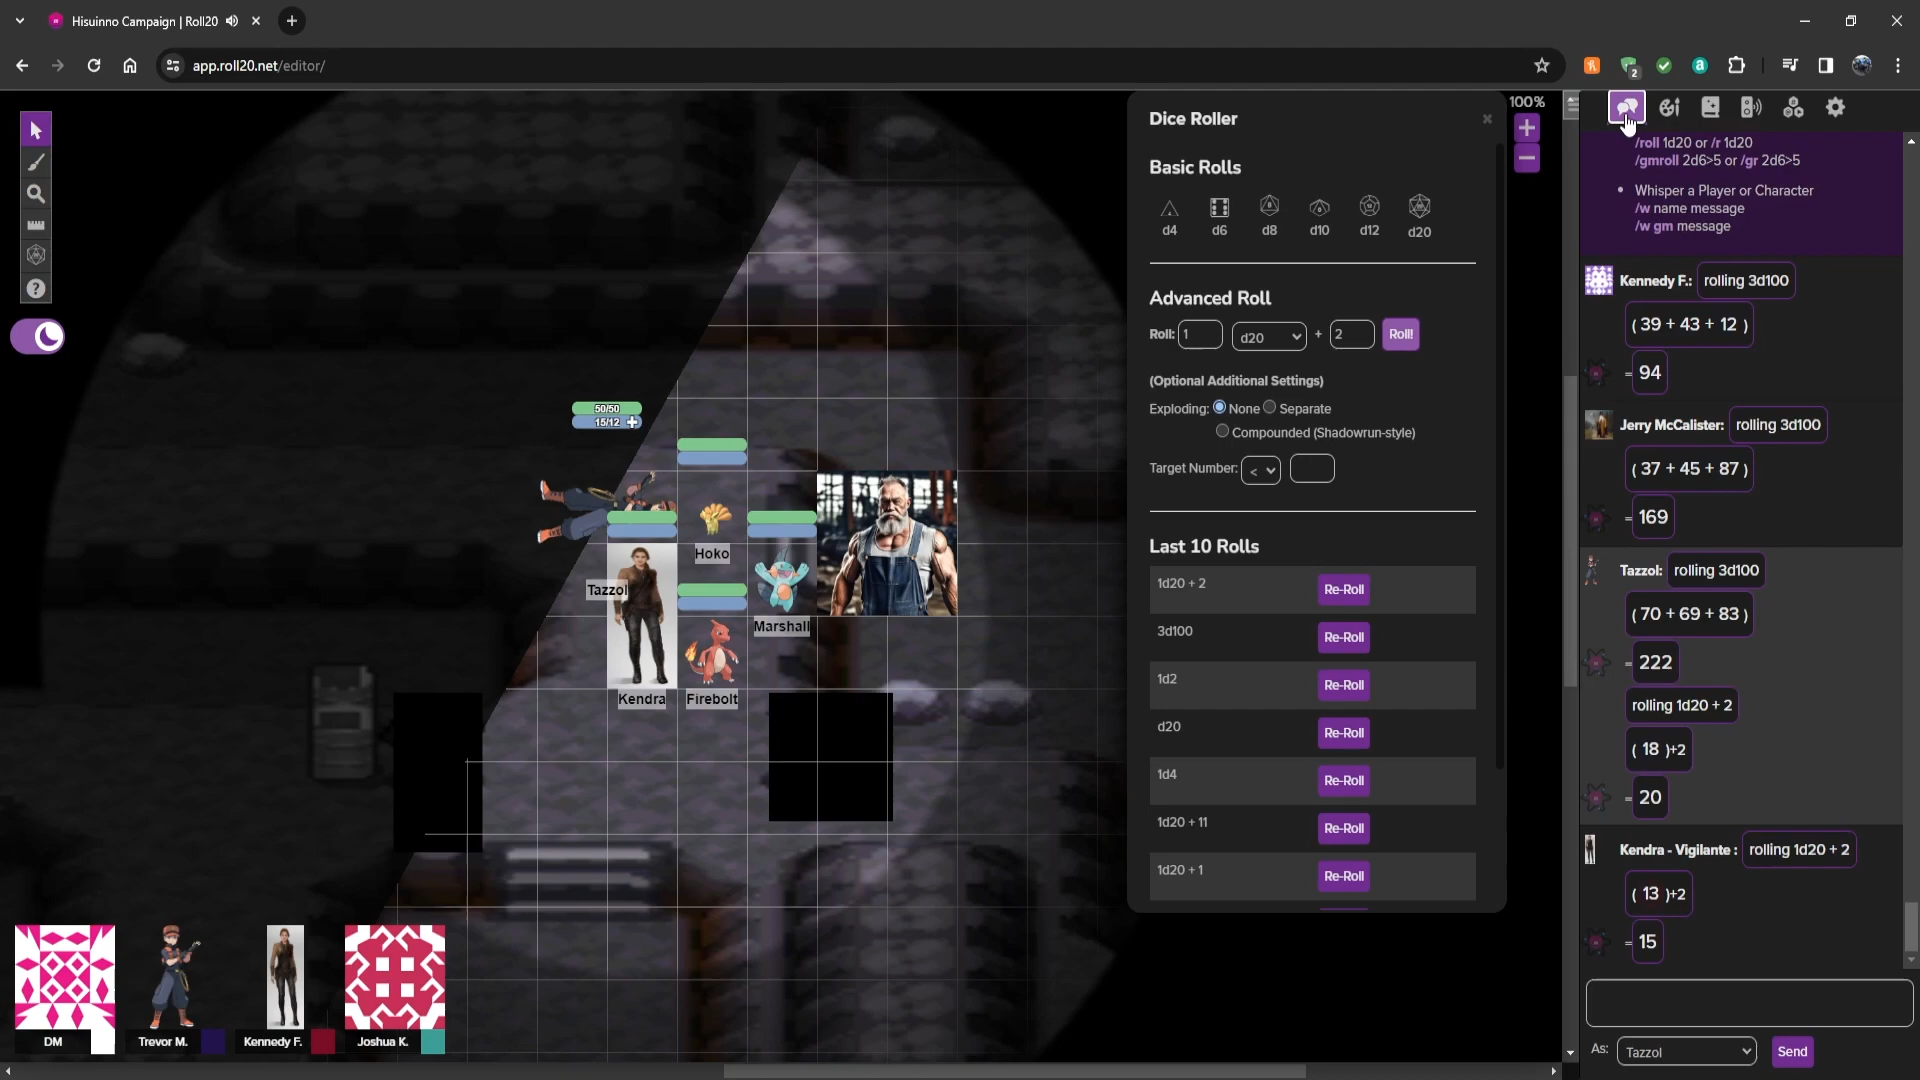 Hisuinno Campaign | Roll20
app.roll20.net/editor/
2
100%
50/50
15/12
Hoko
Tazzol
Marshall
Kendra
Firebolt
DM
Trevor M.
Kennedy F.
Joshua K.
Dice Roller
Basic Rolls
d4 d6 d8 d10 d12 d20
Advanced Roll
Roll: 1 d20 + 2 Roll!
(Optional Additional Settings)
Exploding: None Separate
Compounded (Shadowrun-style)
Target Number: <
Last 10 Rolls
1d20 + 2 Re-Roll
3d100 Re-Roll
1d2 Re-Roll
d20 Re-Roll
1d4 Re-Roll
1d20 + 11 Re-Roll
1d20 + 1 Re-Roll
/roll 1d20 or /r 1d20
/gmroll 2d6>5 or /gr 2d6>5
• Whisper a Player or Character
/w name message
/w gm message
Kennedy F.: rolling 3d100
( 39 + 43 + 12 )
= 94
Jerry McCalister: rolling 3d100
( 37 + 45 + 87 )
= 169
Tazzol: rolling 3d100
( 70 + 69 + 83 )
= 222
rolling 1d20 + 2
( 18 )+2
= 20
Kendra - Vigilante : rolling 1d20 + 2
( 13 )+2
= 15
As: Tazzol Send